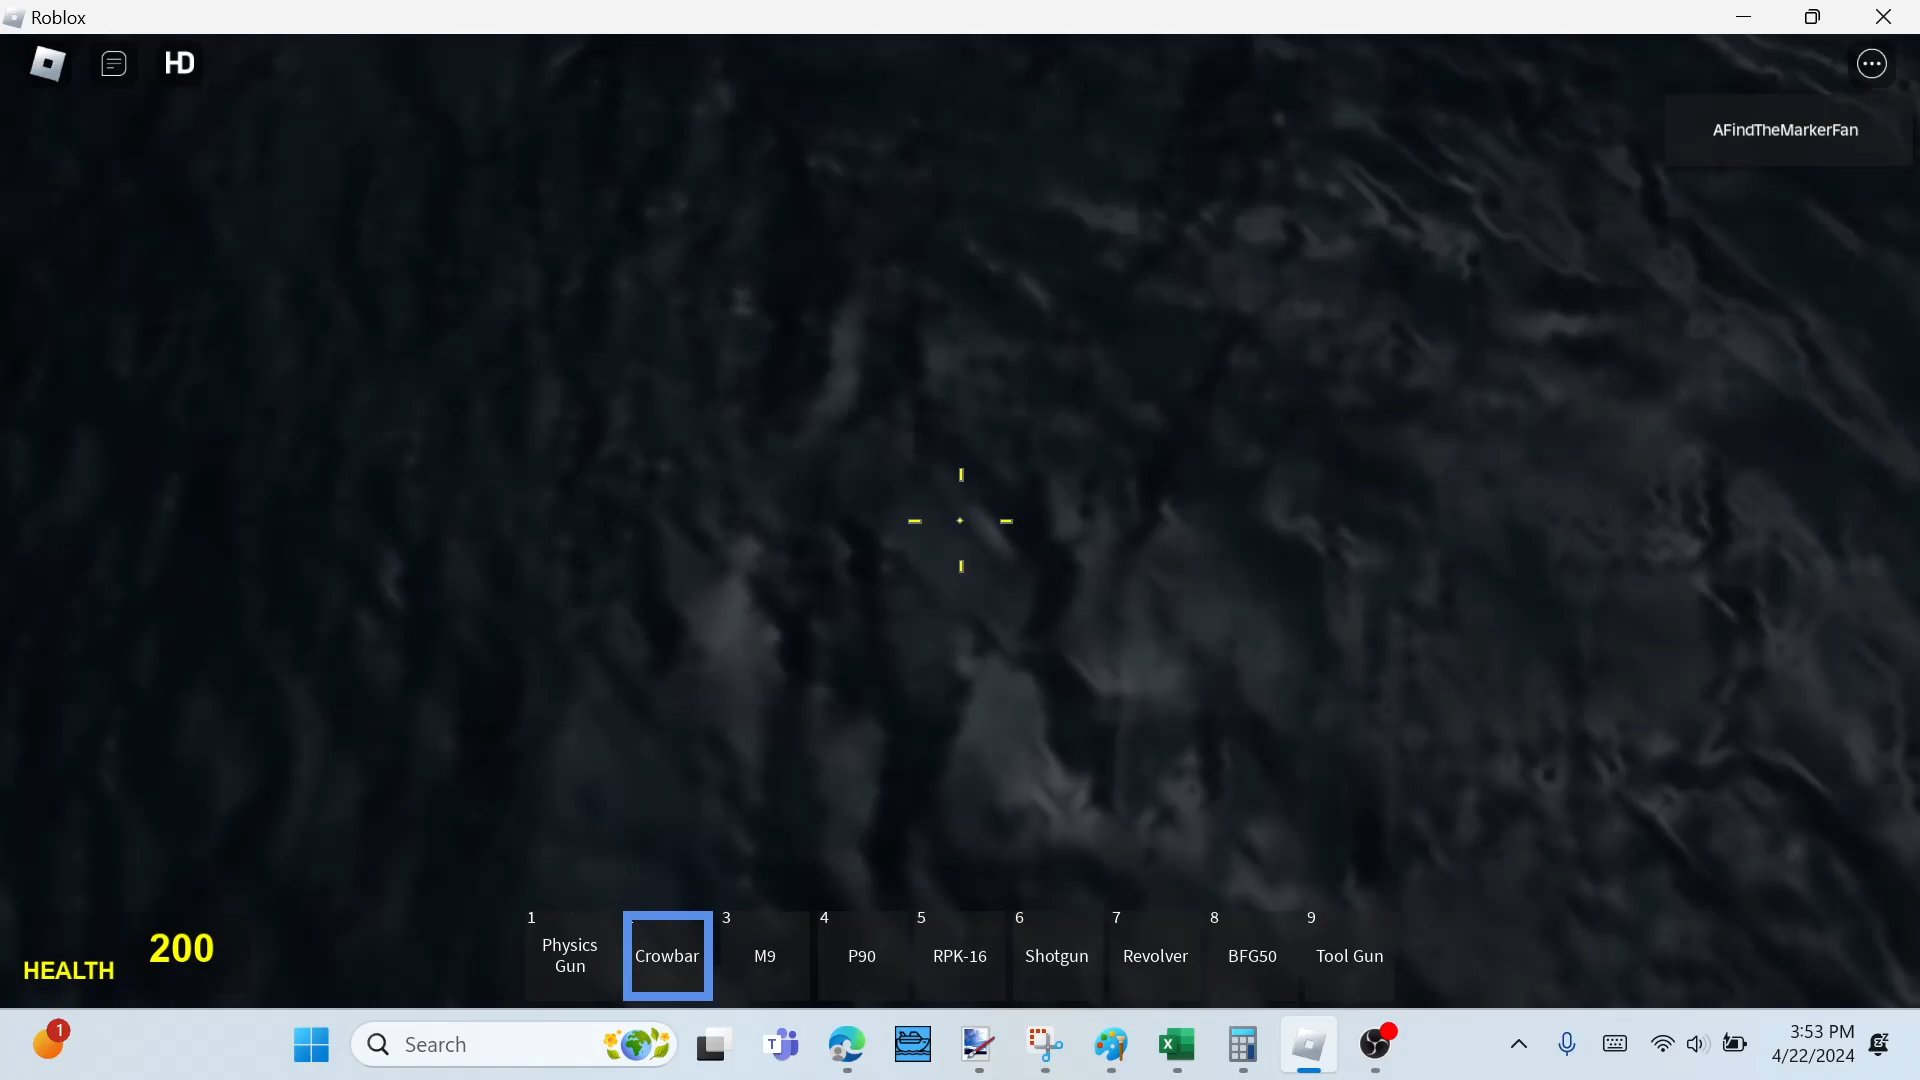 Roblox
HD
AFindTheMarkerFan
1
3
4
5
6
7
8
9
Physics
Gun
Crowbar
M9
P90
RPK-16
Shotgun
Revolver
BFG50
Tool Gun
HEALTH
200
1
Search
T
X
3:53 PM
4/22/2024